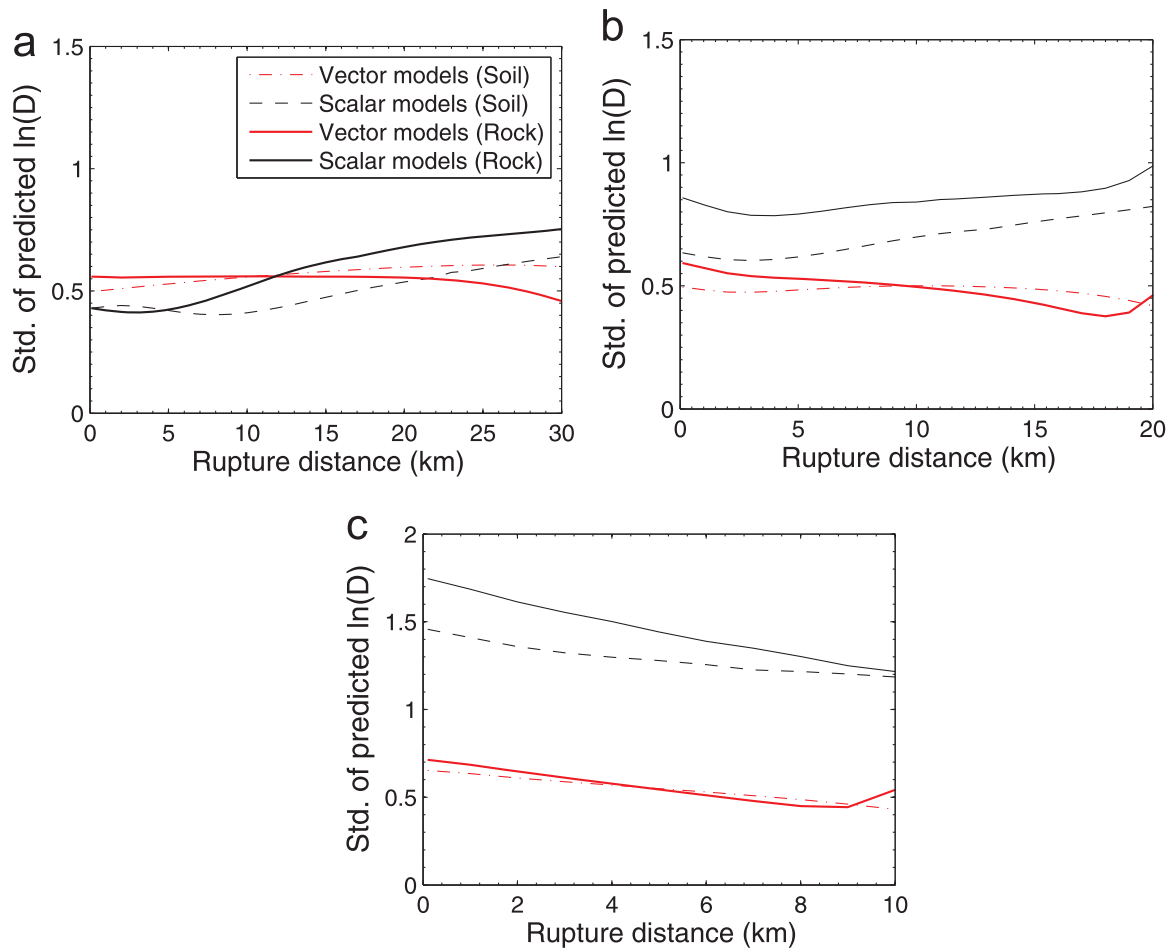 a
1.5
1
0.5
0
Std. of predicted ln(D)
Vector models (Soil)
Scalar models (Soil)
Vector models (Rock)
Scalar models (Rock)
0 5 10 15 20 25 30
Rupture distance (km)
b
1.5
1
0.5
0
Std. of predicted ln(D)
0 5 10 15 20
Rupture distance (km)
c
2
1.5
1
0.5
0
Std. of predicted ln(D)
0 2 4 6 8 10
Rupture distance (km)